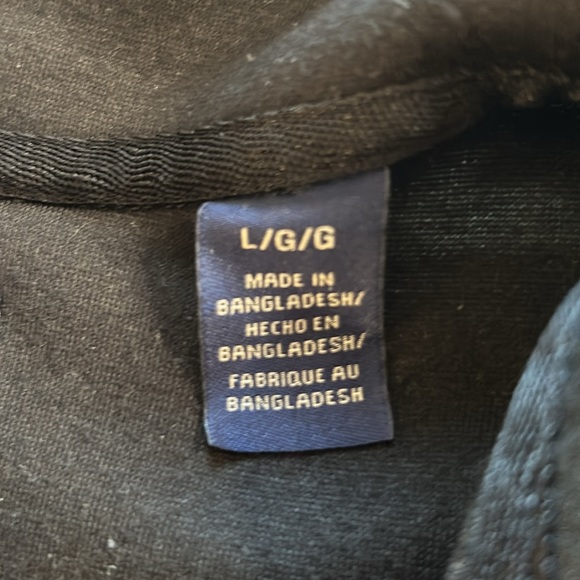 L/G/G
MADE IN
BANGLADESH/
HECHO EN
BANGLADESH/
FABRIQUE AU
BANGLADESH